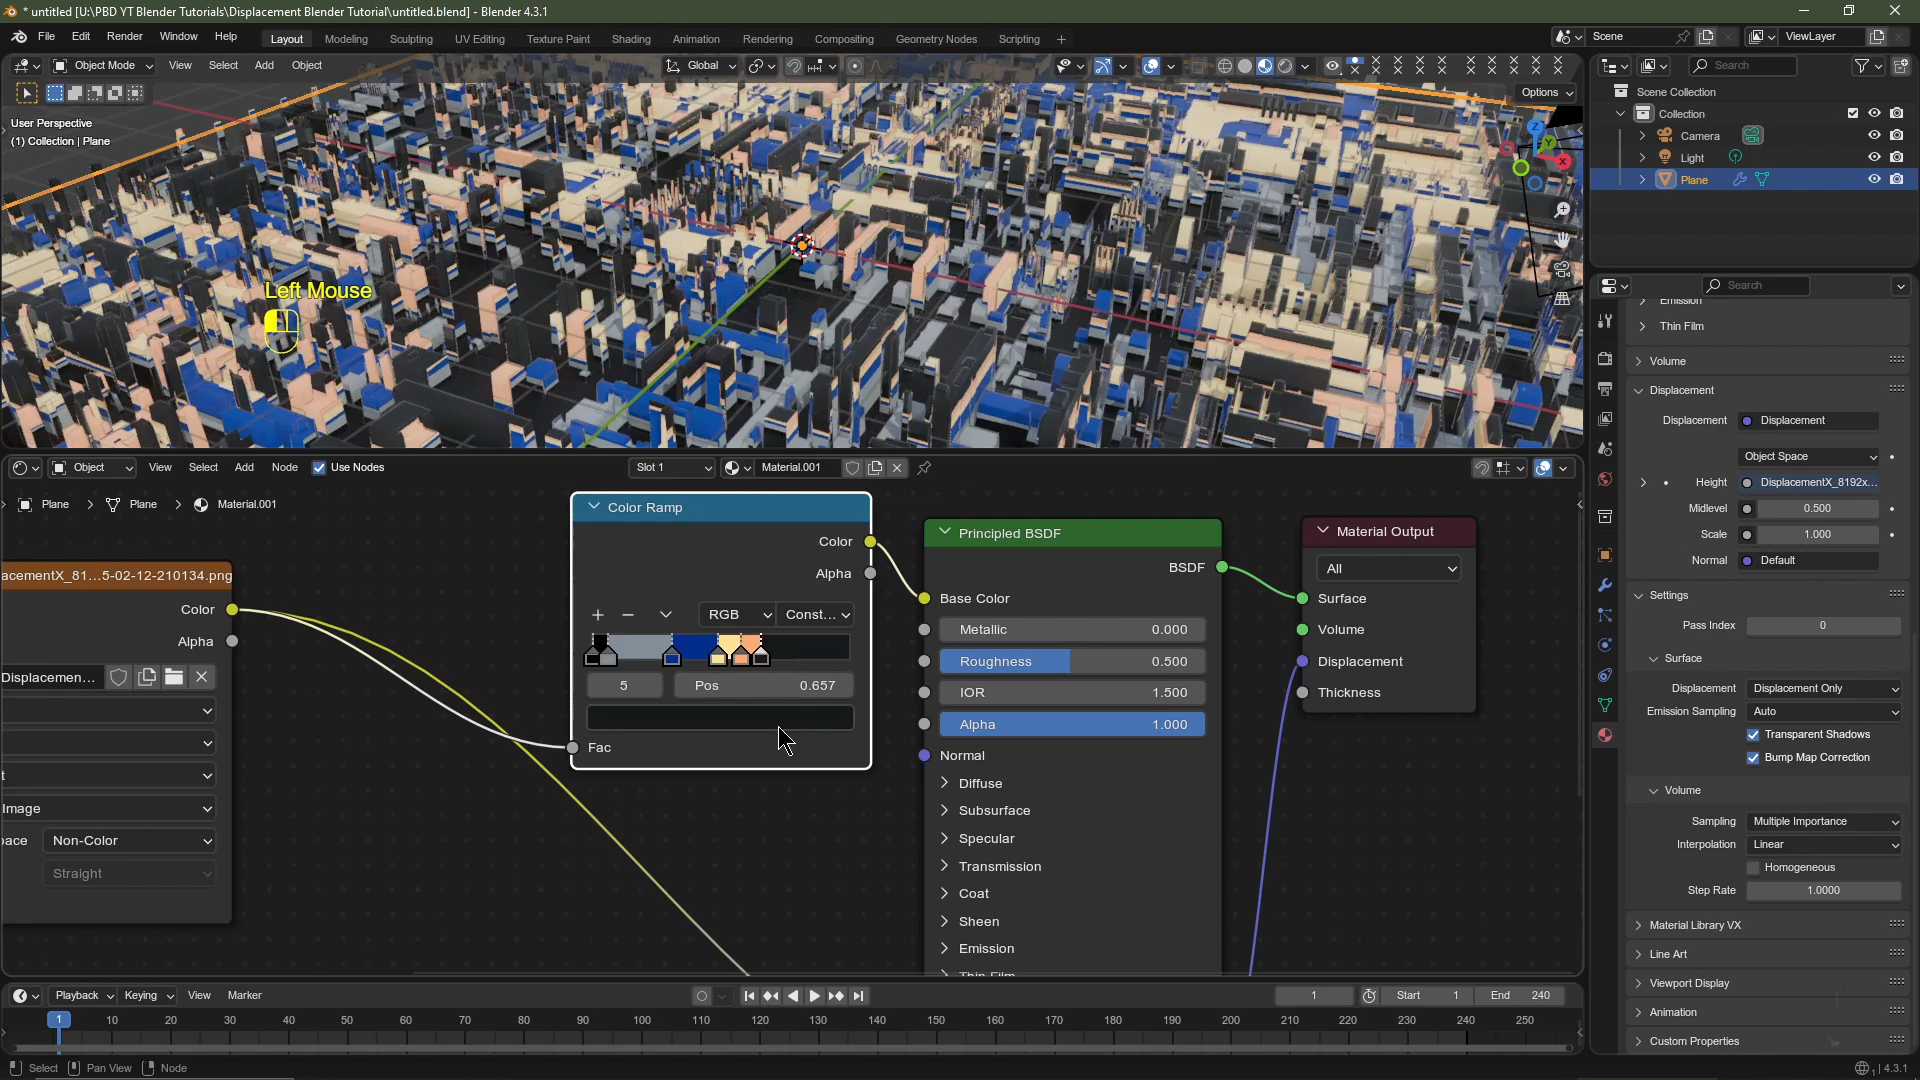 * untitled [U:\PBD YT Blender Tutorials\Displacement Blender Tutorial\untitled.blend] - Blender 4.3.1
File Edit Render Window Help Layout Modeling Sculpting UV Editing Texture Paint Shading Animation Rendering Compositing Geometry Nodes Scripting + Scene ViewLayer
Object Mode View Select Add Object Global Search
Options
Scene Collection
User Perspective
(1) Collection | Plane
Collection
Camera
Light
Plane
Z
Y
X
Left Mouse
Search
Emission
Thin Film
Volume
Displacement
Displacement Displacement
Object Space
Height DisplacementX_8192x...
Midlevel 0.500
Scale 1.000
Normal Default
Settings
Pass Index 0
Surface
Displacement Displacement Only
Emission Sampling Auto
Transparent Shadows
Bump Map Correction
Volume
Sampling Multiple Importance
Interpolation Linear
Homogeneous
Step Rate 1.0000
Material Library VX
Line Art
Viewport Display
Animation
Custom Properties
Object View Select Add Node Use Nodes Slot 1 Material.001
Plane Plane Material.001
acementX_81...5-02-12-210134.png
Color
Alpha
Displacemen...
t
Image
pace Non-Color
Straight
Color Ramp
Color
Alpha
RGB Const...
5 Pos 0.657
Fac
Principled BSDF
BSDF
Base Color
Metallic 0.000
Roughness 0.500
IOR 1.500
Alpha 1.000
Normal
Diffuse
Subsurface
Specular
Transmission
Coat
Sheen
Emission
Thin Film
Material Output
All
Surface
Volume
Displacement
Thickness
Playback Keying View Marker 1 Start 1 End 240
1 10 20 30 40 50 60 70 80 90 100 110 120 130 140 150 160 170 180 190 200 210 220 230 240 250
Select Pan View Node 4.3.1